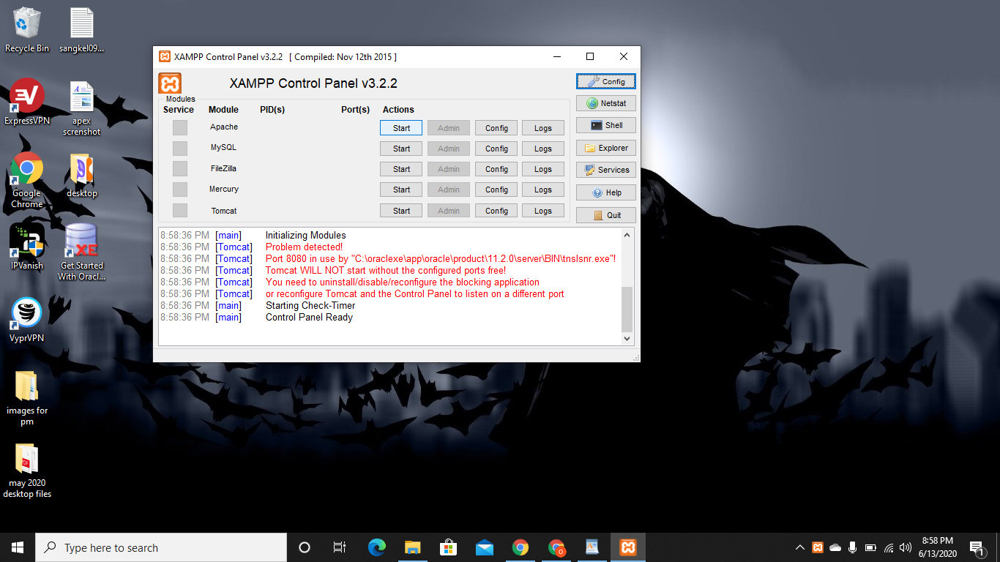 Recycle Bin
sangkel09...
ExpressVPN
apex
screnshot
Google
Chrome
desktop
IPVanish
Get Started
With Oracl...
VyprVPN
images for
pm
may 2020
desktop files
PDF
XE
XAMPP Control Panel v3.2.2 [ Compiled: Nov 12th 2015 ]
XAMPP Control Panel v3.2.2
Config
Netstat
Shell
Explorer
Services
Help
Quit
Modules
Service Module PID(s) Port(s) Actions
Apache Start Admin Config Logs
MySQL Start Admin Config Logs
FileZilla Start Admin Config Logs
Mercury Start Admin Config Logs
Tomcat Start Admin Config Logs
8:58:36 PM [main] Initializing Modules
8:58:36 PM [Tomcat] Problem detected!
8:58:36 PM [Tomcat] Port 8080 in use by "C:\oraclexe\app\oracle\product\11.2.0\server\BIN\tnslsnr.exe"!
8:58:36 PM [Tomcat] Tomcat WILL NOT start without the configured ports free!
8:58:36 PM [Tomcat] You need to uninstall/disable/reconfigure the blocking application
8:58:36 PM [Tomcat] or reconfigure Tomcat and the Control Panel to listen on a different port
8:58:36 PM [main] Starting Check-Timer
8:58:36 PM [main] Control Panel Ready
Type here to search
8:58 PM
6/13/2020
1